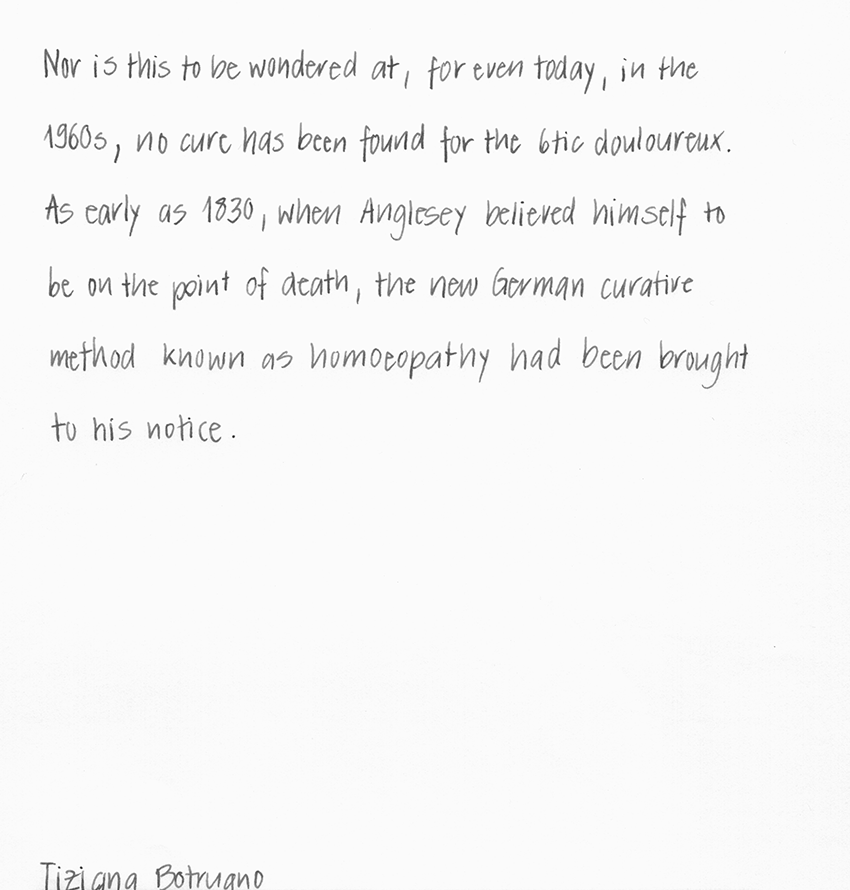 Nor is this to be wondered at, for even today, in the
1960s, no cure has been found for the 6tic douloureux.
As early as 1830, when Anglesey believed himself to
be on the point of death, the new German curative
method known as homoeopathy had been brought
to his notice.
Tiziana Botrugno